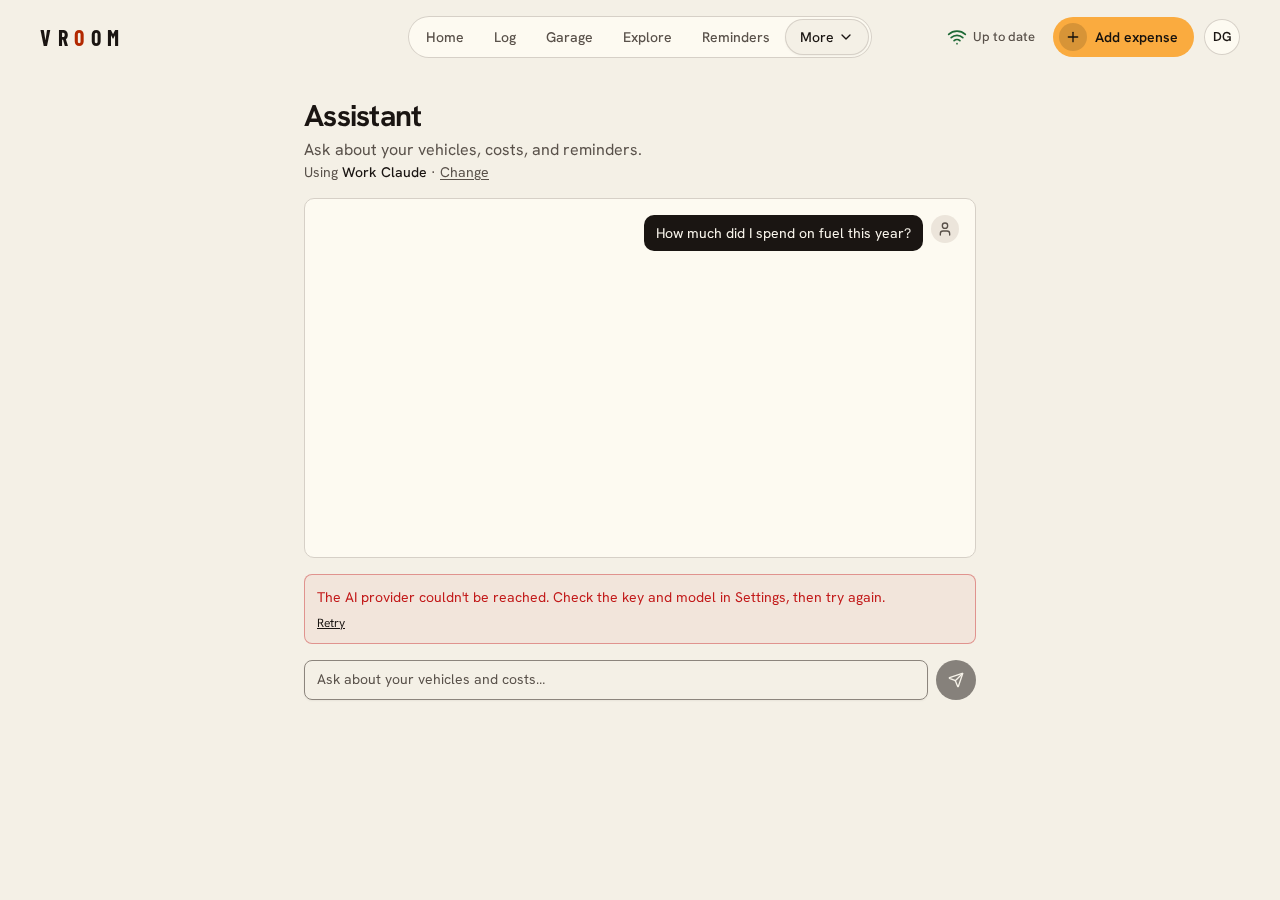 VROOM
Home Log Garage Explore Reminders More
Up to date
Add expense
DG
Assistant
Ask about your vehicles, costs, and reminders.
Using Work Claude · Change
How much did I spend on fuel this year?
The AI provider couldn't be reached. Check the key and model in Settings, then try again.
Retry
Ask about your vehicles and costs...